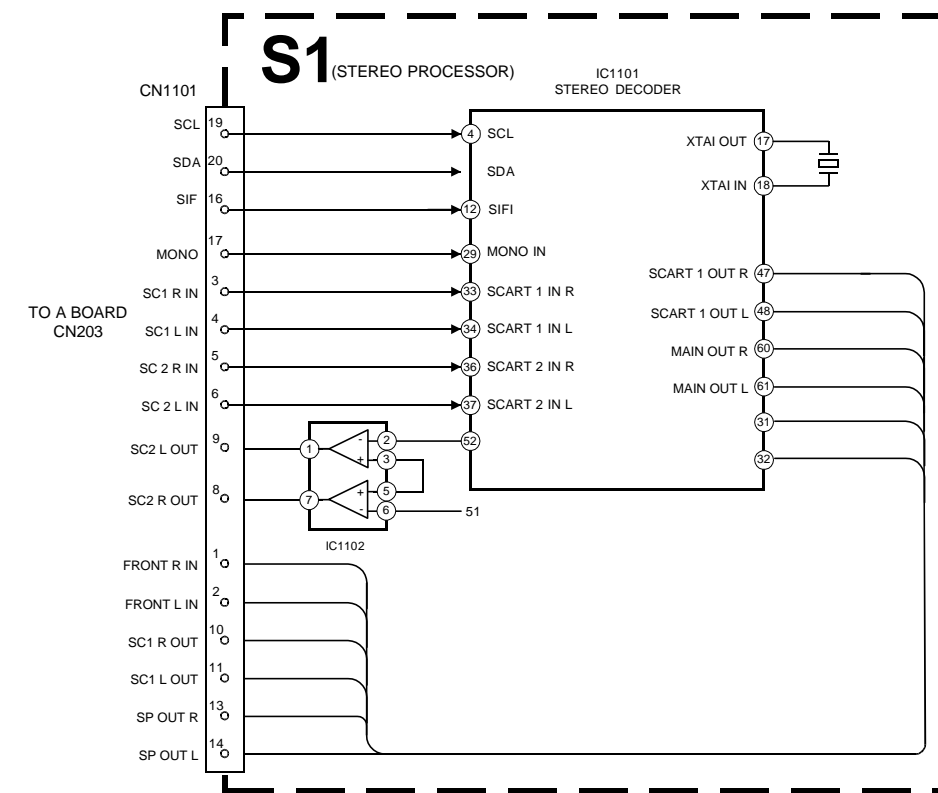 S1 (STEREO PROCESSOR)
IC1101
STEREO DECODER
CN1101
TO A BOARD
CN203
SCL 19
SDA 20
SIF 16
MONO 17
SC1 R IN 3
SC1 L IN 4
SC 2 R IN 5
SC 2 L IN 6
SC2 L OUT 9
SC2 R OUT 8
FRONT R IN 1
FRONT L IN 2
SC1 R OUT 10
SC1 L OUT 11
SP OUT R 13
SP OUT L 14
4 SCL
SDA
12 SIFI
29 MONO IN
33 SCART 1 IN R
34 SCART 1 IN L
36 SCART 2 IN R
37 SCART 2 IN L
52
51
1 - 2
+ 3
7 + 5
- 6
IC1102
XTAI OUT 17
XTAI IN 18
SCART 1 OUT R 47
SCART 1 OUT L 48
MAIN OUT R 60
MAIN OUT L 61
31
32